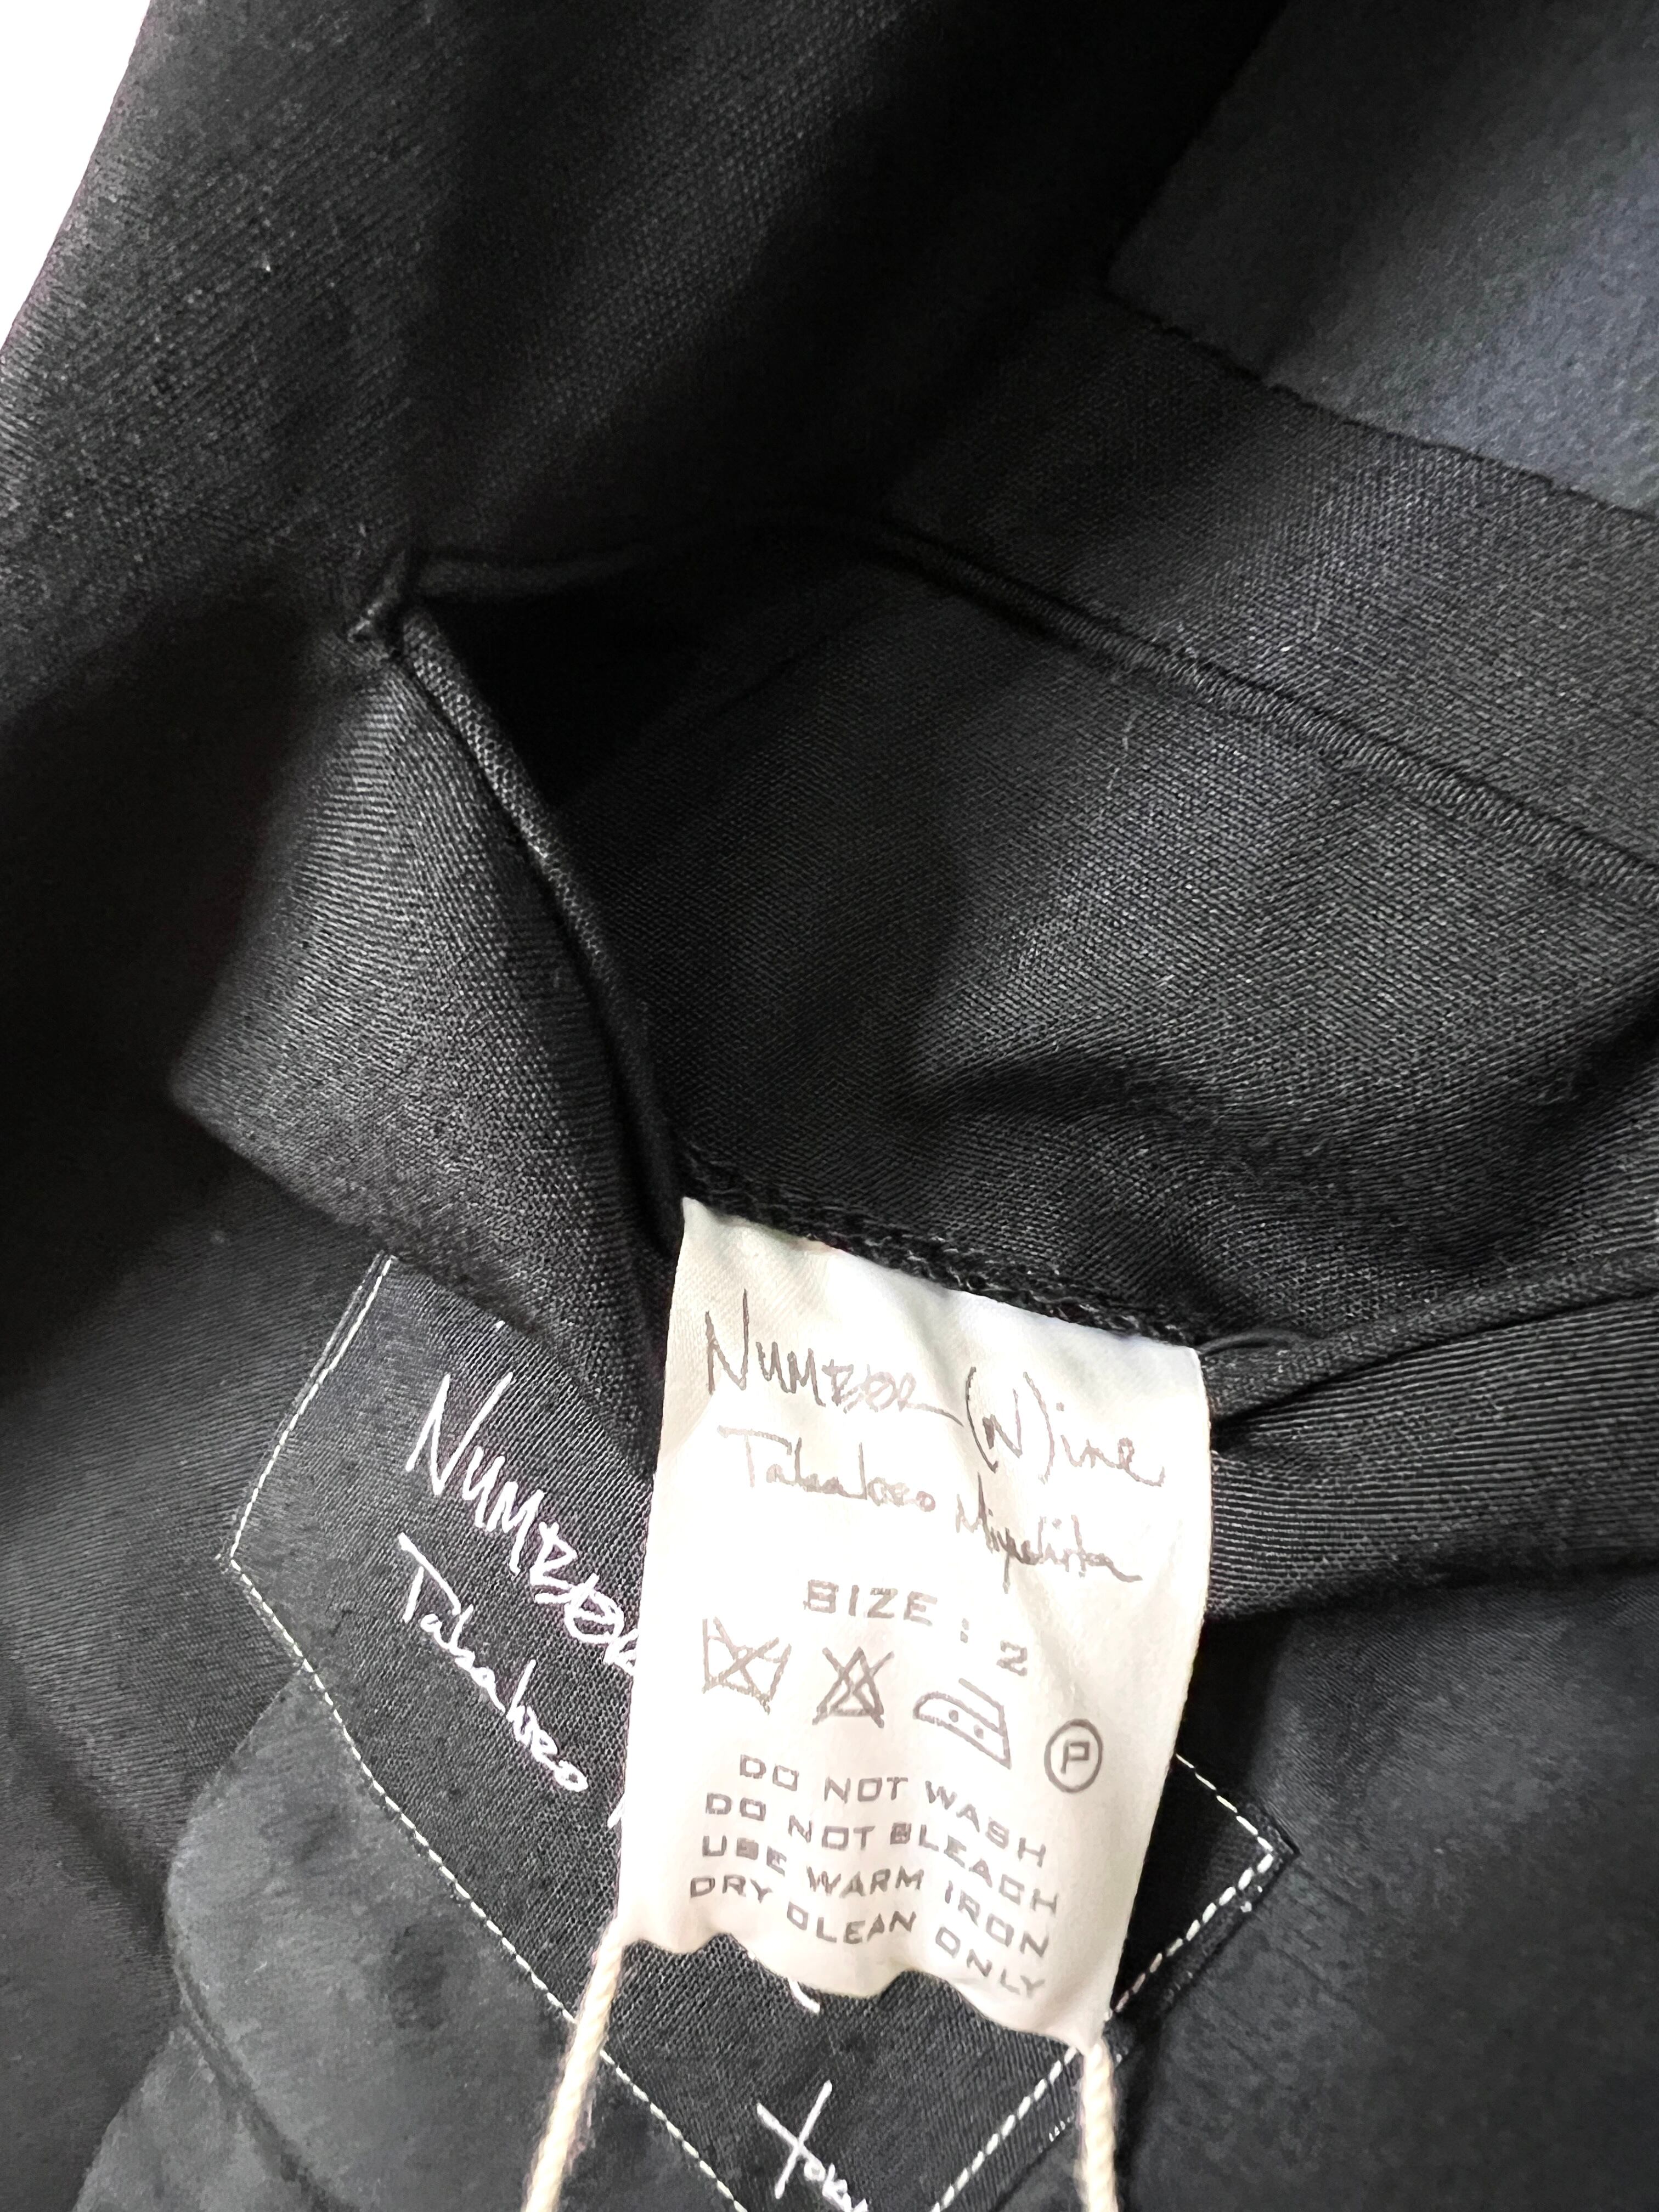 NUMBER (N)ine
Takahiro Miyashita
SIZE : 2
P
DO NOT WASH
DO NOT BLEACH
USE WARM IRON
DRY CLEAN ONLY
NUMBER
Takahiro